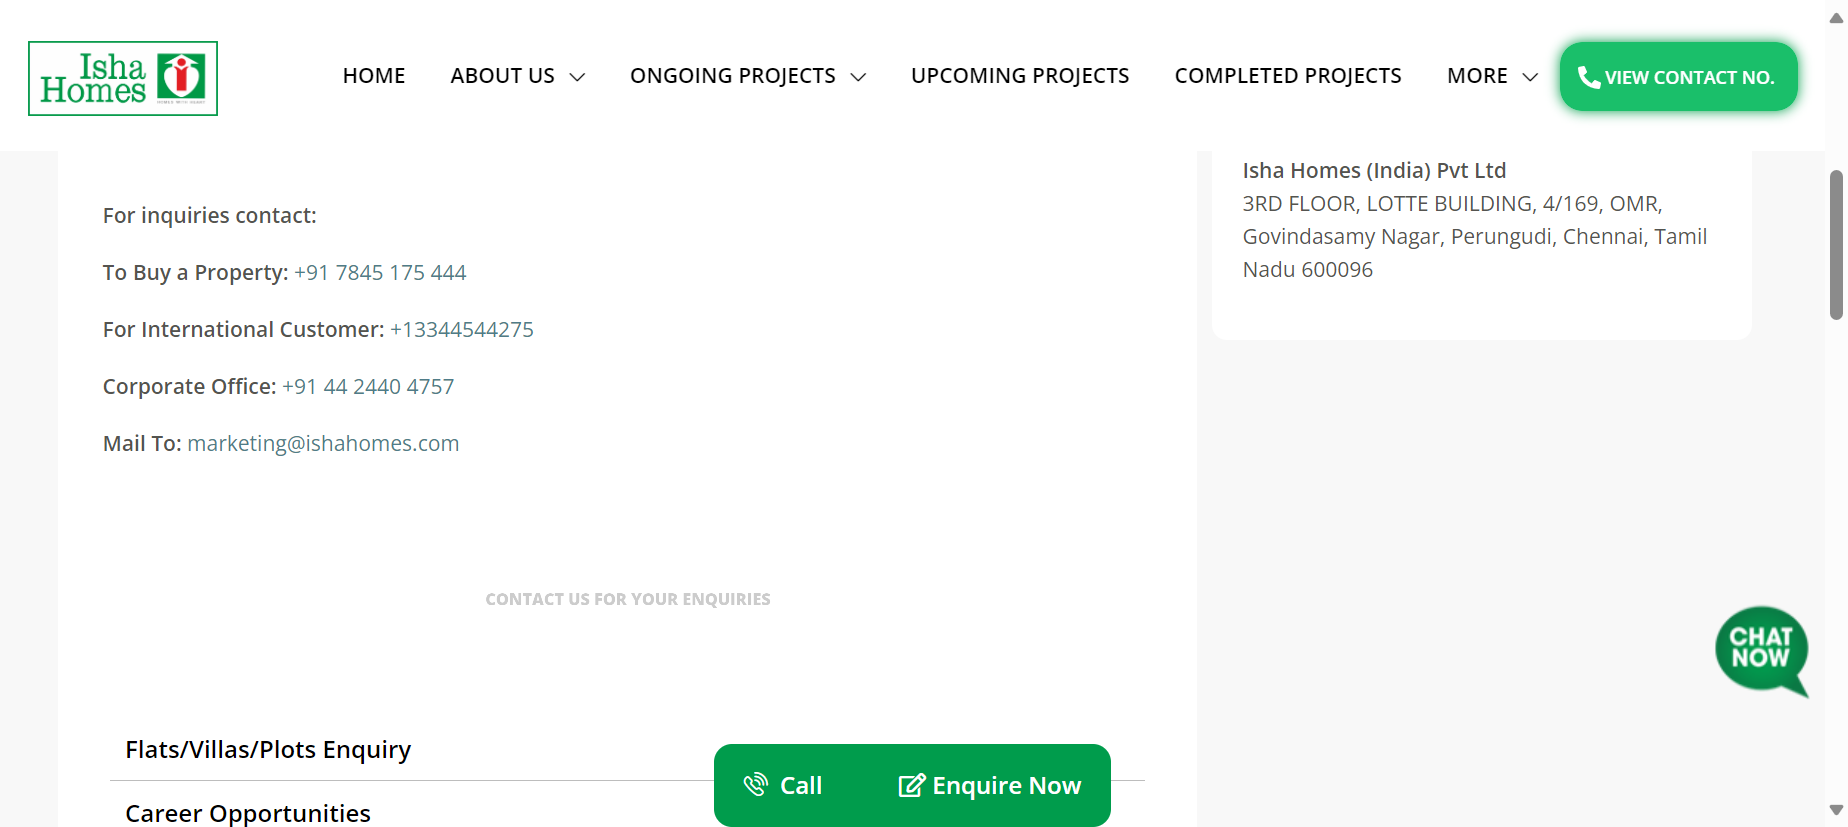 Isha
Homes
HOME
ABOUT US
ONGOING PROJECTS
UPCOMING PROJECTS
COMPLETED PROJECTS
MORE
VIEW CONTACT NO.
For inquiries contact:
To Buy a Property: +91 7845 175 444
For International Customer: +13344544275
Corporate Office: +91 44 2440 4757
Mail To: marketing@ishahomes.com
CONTACT US FOR YOUR ENQUIRIES
Flats/Villas/Plots Enquiry
Career Opportunities
Isha Homes (India) Pvt Ltd
3RD FLOOR, LOTTE BUILDING, 4/169, OMR,
Govindasamy Nagar, Perungudi, Chennai, Tamil
Nadu 600096
CHAT
NOW
Call
Enquire Now